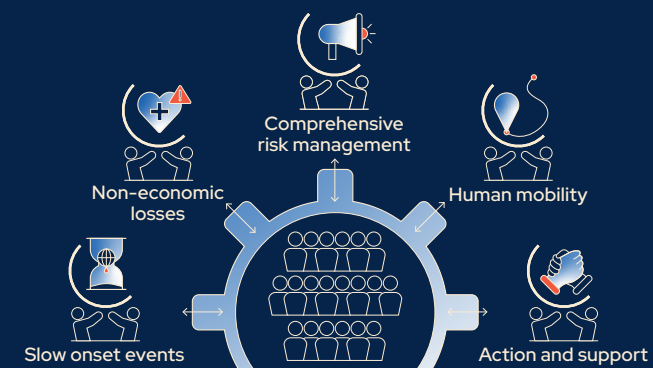 Comprehensive
risk management
Non-economic
losses
Human mobility
Slow onset events
Action and support